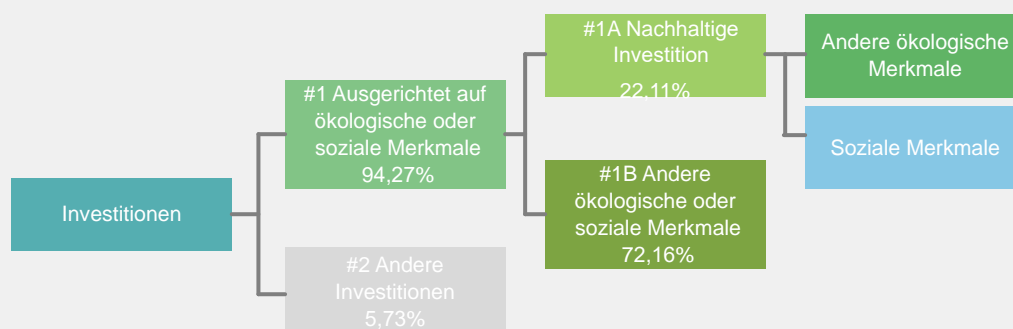 Investitionen
#1 Ausgerichtet auf
ökologische oder
soziale Merkmale
94,27%
#2 Andere
Investitionen
5,73%
#1A Nachhaltige
Investition
22,11%
#1B Andere
ökologische oder
soziale Merkmale
72,16%
Andere ökologische
Merkmale
Soziale Merkmale